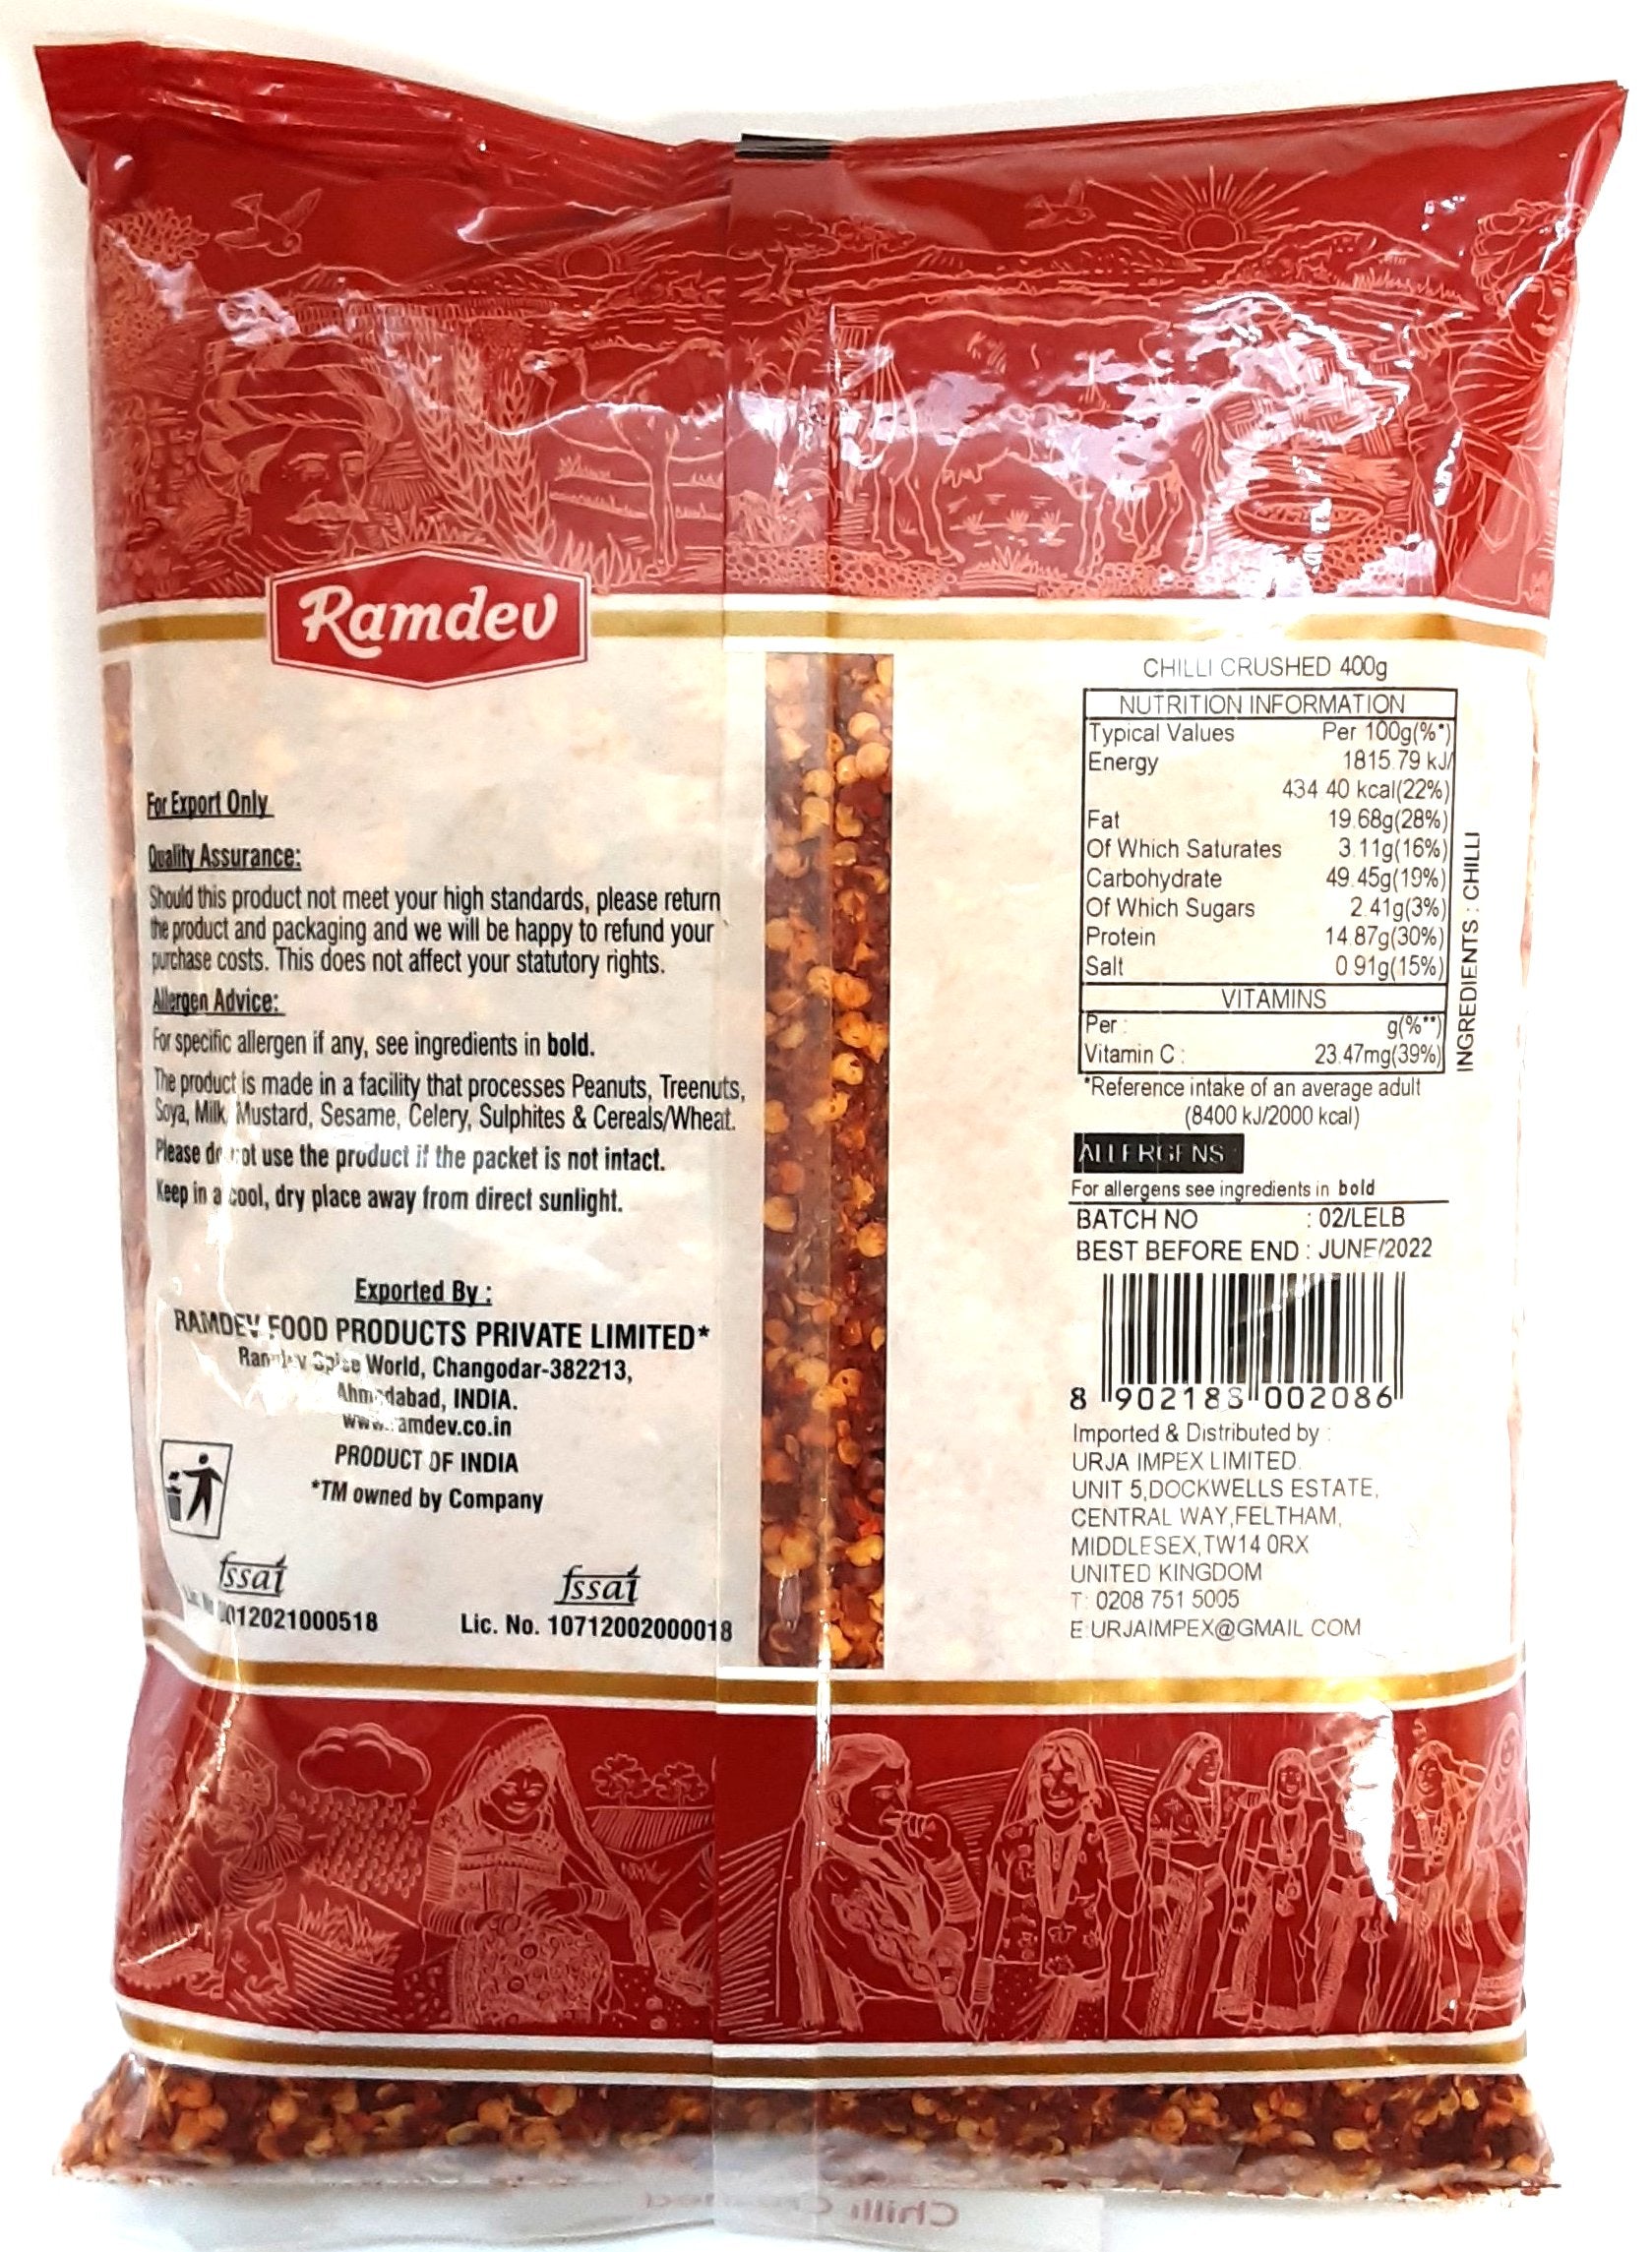 Ramdev
For Export Only
Quality Assurance:
Should this product not meet your high standards, please return
the product and packaging and we will be happy to refund your
purchase costs. This does not affect your statutory rights.
Allergen Advice:
For specific allergen if any, see ingredients in bold.
The product is made in a facility that processes Peanuts, Treenuts,
Soya, Milk, Mustard, Sesame, Celery, Sulphites & Cereals/Wheat.
Please do not use the product if the packet is not intact.
Keep in a cool, dry place away from direct sunlight.
Exported By :
RAMDEV FOOD PRODUCTS PRIVATE LIMITED*
Ramdev Spice World, Changodar-382213,
Ahmedabad, INDIA.
www.ramdev.co.in
PRODUCT OF INDIA
*TM owned by Company
fssai
fssai
Lic. No. 10712002000018
CHILLI CRUSHED 400g
NUTRITION INFORMATION
Typical Values Per 100g(%*)
Energy 1815.79 kJ/
434.40 kcal(22%)
Fat 19.68g(28%)
Of Which Saturates 3.11g(16%)
Carbohydrate 49.45g(19%)
Of Which Sugars 2.41g(3%)
Protein 14.87g(30%)
Salt 0.91g(15%)
VITAMINS
Per : g(%**)
Vitamin C : 23.47mg(39%)
INGREDIENTS : CHILLI
*Reference intake of an average adult
(8400 kJ/2000 kcal)
ALLERGENS
For allergens see ingredients in bold
BATCH NO : 02/LELB
BEST BEFORE END : JUNE/2022
8 902188 002086
Imported & Distributed by :
URJA IMPEX LIMITED.
UNIT 5,DOCKWELLS ESTATE,
CENTRAL WAY,FELTHAM,
MIDDLESEX,TW14 0RX
UNITED KINGDOM
T: 0208 751 5005
E:URJAIMPEX@GMAIL.COM
Chilli